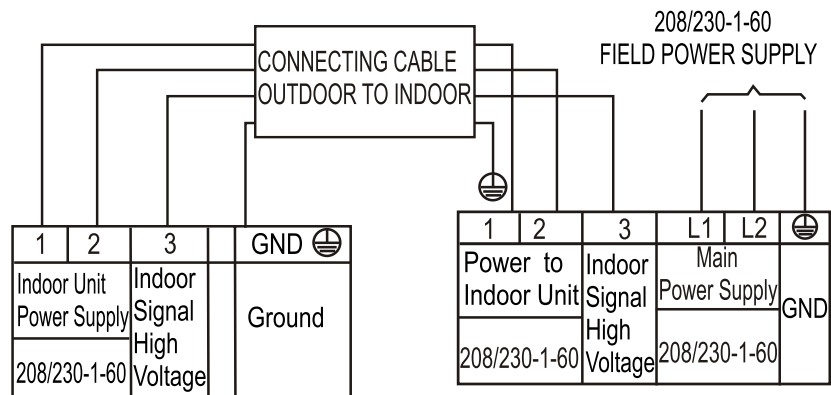 208/230-1-60
FIELD POWER SUPPLY
CONNECTING CABLE
OUTDOOR TO INDOOR
1 2 3 GND
Indoor Unit
Power Supply
208/230-1-60
Indoor
Signal
High
Voltage
Ground
1 2 3 L1 L2
Power to
Indoor Unit
208/230-1-60
Indoor
Signal
High
Voltage
Main
Power Supply
208/230-1-60
GND